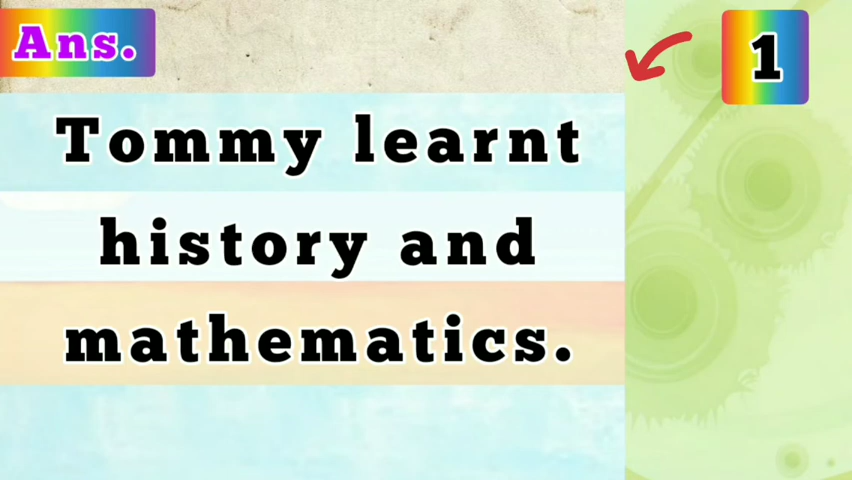 Ans.
1
Tommy learnt
history and
mathematics.